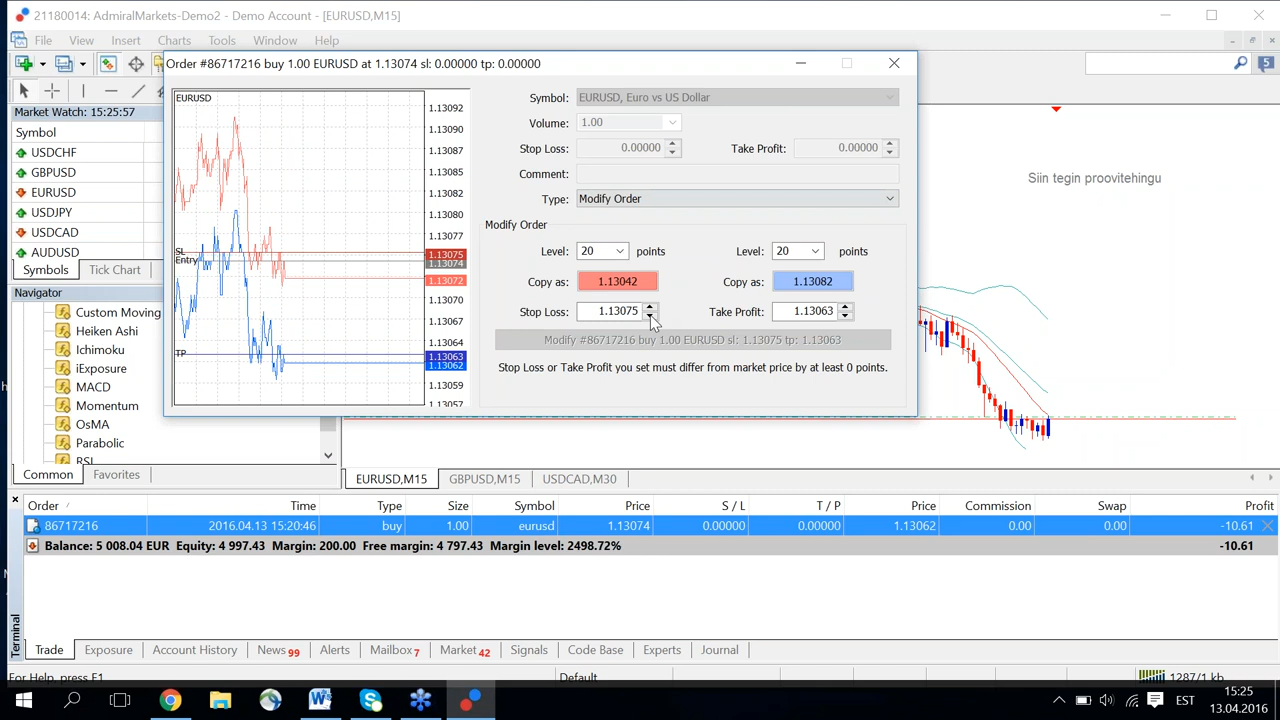 21180014: AdmiralMarkets-Demo2 - Demo Account - [EURUSD,M15]
File View Insert Charts Tools Window Help
5
Order #86717216 buy 1.00 EURUSD at 1.13074 sl: 0.00000 tp: 0.00000
Market Watch: 15:25:57
Symbol
USDCHF
GBPUSD
EURUSD
USDJPY
USDCAD
AUDUSD
Symbols Tick Chart
Navigator
Custom Moving
Heiken Ashi
Ichimoku
iExposure
MACD
Momentum
OsMA
Parabolic
RSI
Common Favorites
EURUSD
SL
Entry
TP
1.13092
1.13090
1.13087
1.13085
1.13082
1.13080
1.13077
1.13075
1.13074
1.13072
1.13070
1.13067
1.13065
1.13063
1.13062
1.13059
1.13057
Symbol: EURUSD, Euro vs US Dollar
Volume: 1.00
Stop Loss: 0.00000 Take Profit: 0.00000
Comment:
Type: Modify Order
Modify Order
Level: 20 points Level: 20 points
Copy as: 1.13042 Copy as: 1.13082
Stop Loss: 1.13075 Take Profit: 1.13063
Modify #86717216 buy 1.00 EURUSD sl: 1.13075 tp: 1.13063
Stop Loss or Take Profit you set must differ from market price by at least 0 points.
Siin tegin proovitehingu
EURUSD,M15 GBPUSD,M15 USDCAD,M30
Order Time Type Size Symbol Price S / L T / P Price Commission Swap Profit
86717216 2016.04.13 15:20:46 buy 1.00 eurusd 1.13074 0.00000 0.00000 1.13062 0.00 0.00 -10.61
Balance: 5 008.04 EUR Equity: 4 997.43 Margin: 200.00 Free margin: 4 797.43 Margin level: 2498.72% -10.61
Terminal
Trade Exposure Account History News 99 Alerts Mailbox 7 Market 42 Signals Code Base Experts Journal
For Help, press F1 Default 1287/1 kb
EST
15:25
13.04.2016